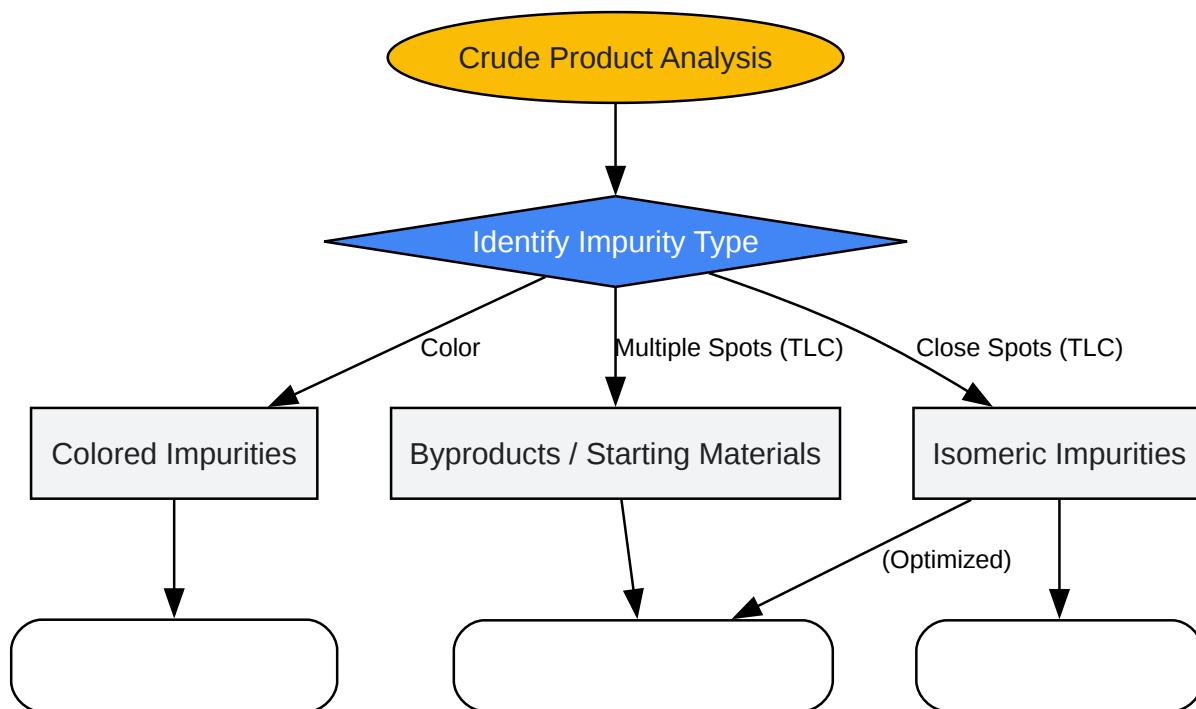 Crude Product Analysis
Identify Impurity Type
Color
Multiple Spots (TLC)
Close Spots (TLC)
Colored Impurities
Byproducts / Starting Materials
Isomeric Impurities
(Optimized)